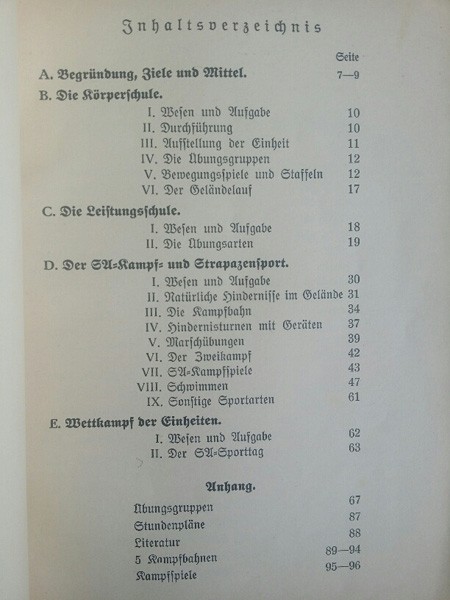 Inhaltsverzeichnis
Seite
A. Begründung, Ziele und Mittel. 7—9
B. Die Körperschule.
I. Wesen und Aufgabe 10
II. Durchführung 10
III. Aufstellung der Einheit 11
IV. Die Übungsgruppen 12
V. Bewegungsspiele und Staffeln 12
VI. Der Geländelauf 17
C. Die Leistungsschule.
I. Wesen und Aufgabe 18
II. Die Übungsarten 19
D. Der SA-Kampf- und Strapazensport.
I. Wesen und Aufgabe 30
II. Natürliche Hindernisse im Gelände 31
III. Die Kampfbahn 34
IV. Hindernisturnen mit Geräten 37
V. Marschübungen 39
VI. Der Zweikampf 42
VII. SA-Kampfspiele 43
VIII. Schwimmen 47
IX. Sonstige Sportarten 61
E. Wettkampf der Einheiten.
I. Wesen und Aufgabe 62
II. Der SA-Sporttag 63
Anhang.
Übungsgruppen 67
Stundenpläne 87
Literatur 88
5 Kampfbahnen 89—94
Kampfspiele 95—96